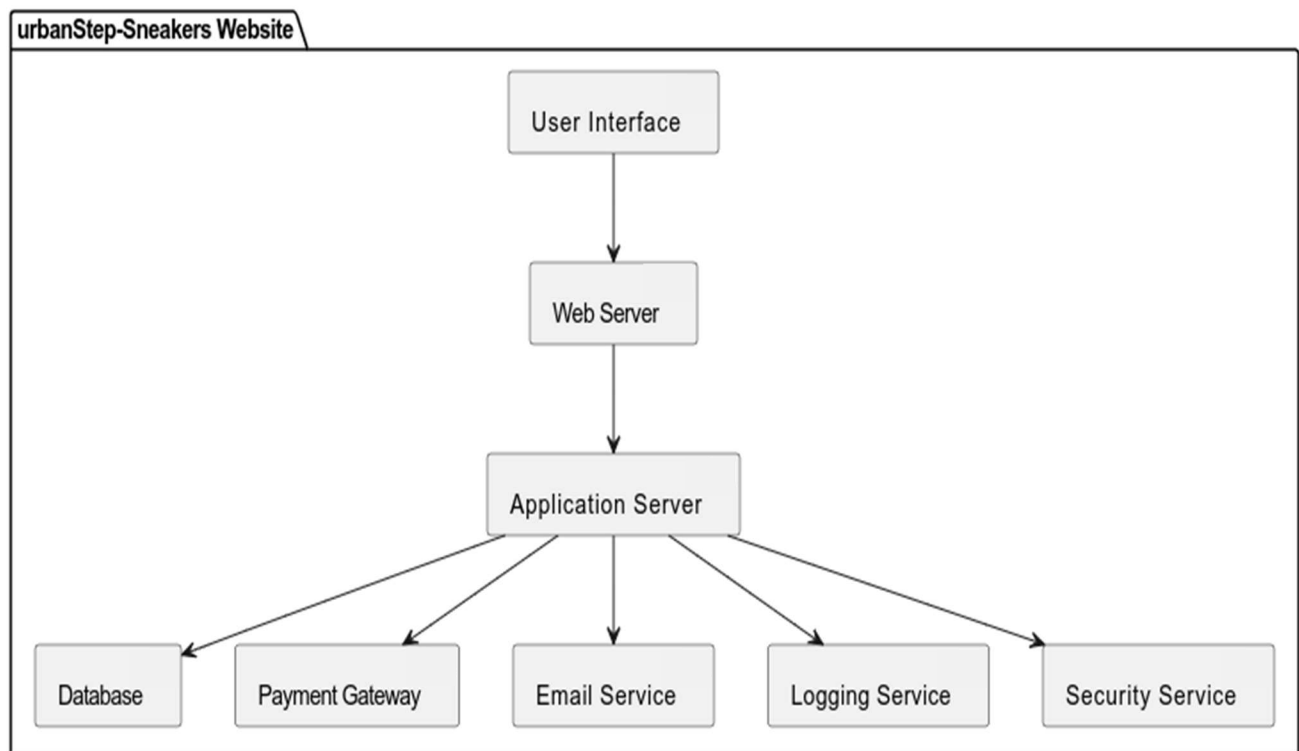 urbanStep-Sneakers Website
User Interface
Web Server
Application Server
Database
Payment Gateway
Email Service
Logging Service
Security Service